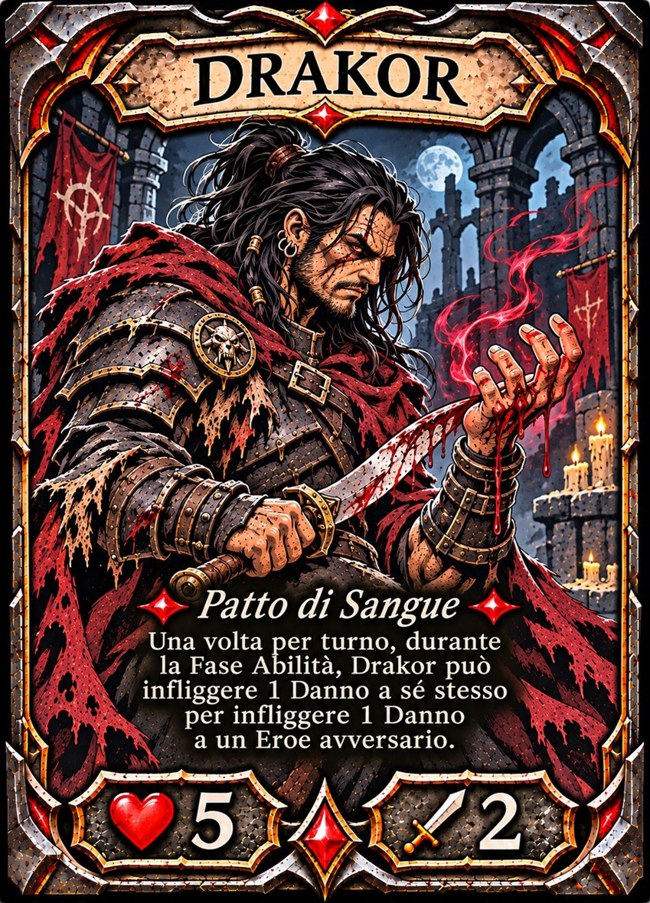 DRAKOR
Patto di Sangue
Una volta per turno, durante
la Fase Abilità, Drakor può
infliggere 1 Danno a sé stesso
per infliggere 1 Danno
a un Eroe avversario.
5
2